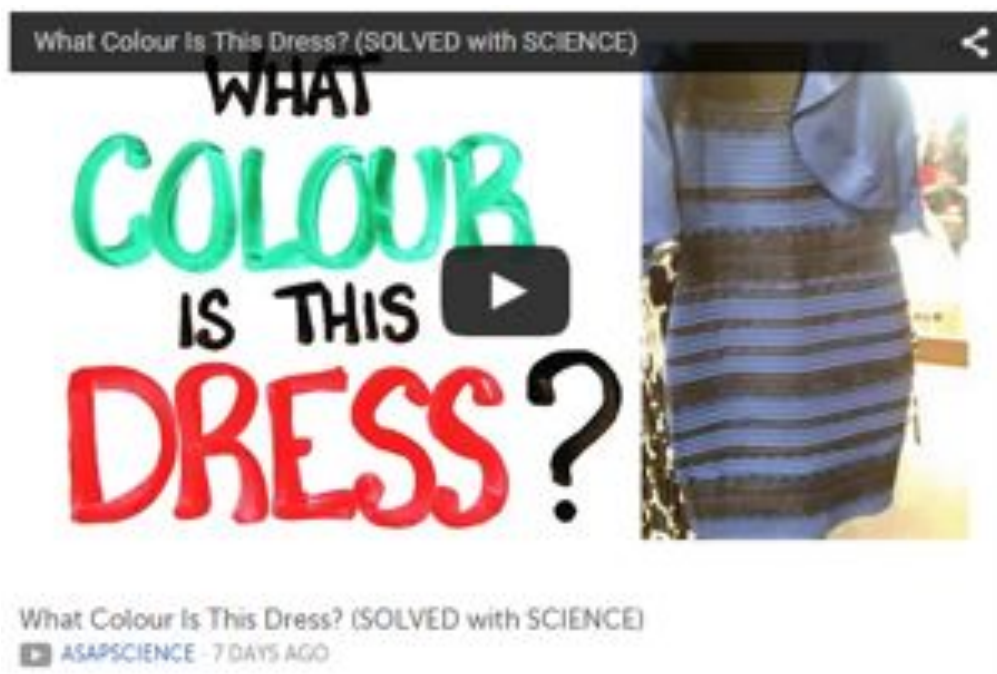 What Colour Is This Dress? (SOLVED with SCIENCE)
WHAT
COLOUR
IS THIS
DRESS?
What Colour Is This Dress? (SOLVED with SCIENCE)
ASAPSCIENCE · 7 DAYS AGO